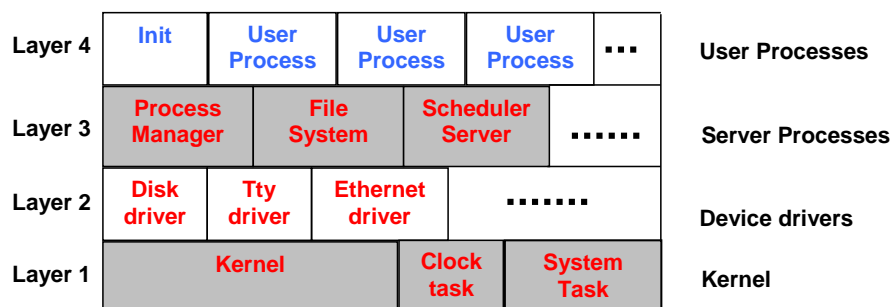 Layer 4
Init
User
Process
User
Process
User
Process
...
User Processes
Layer 3
Process
Manager
File
System
Scheduler
Server
......
Server Processes
Layer 2
Disk
driver
Tty
driver
Ethernet
driver
.......
Device drivers
Layer 1
Kernel
Clock
task
System
Task
Kernel